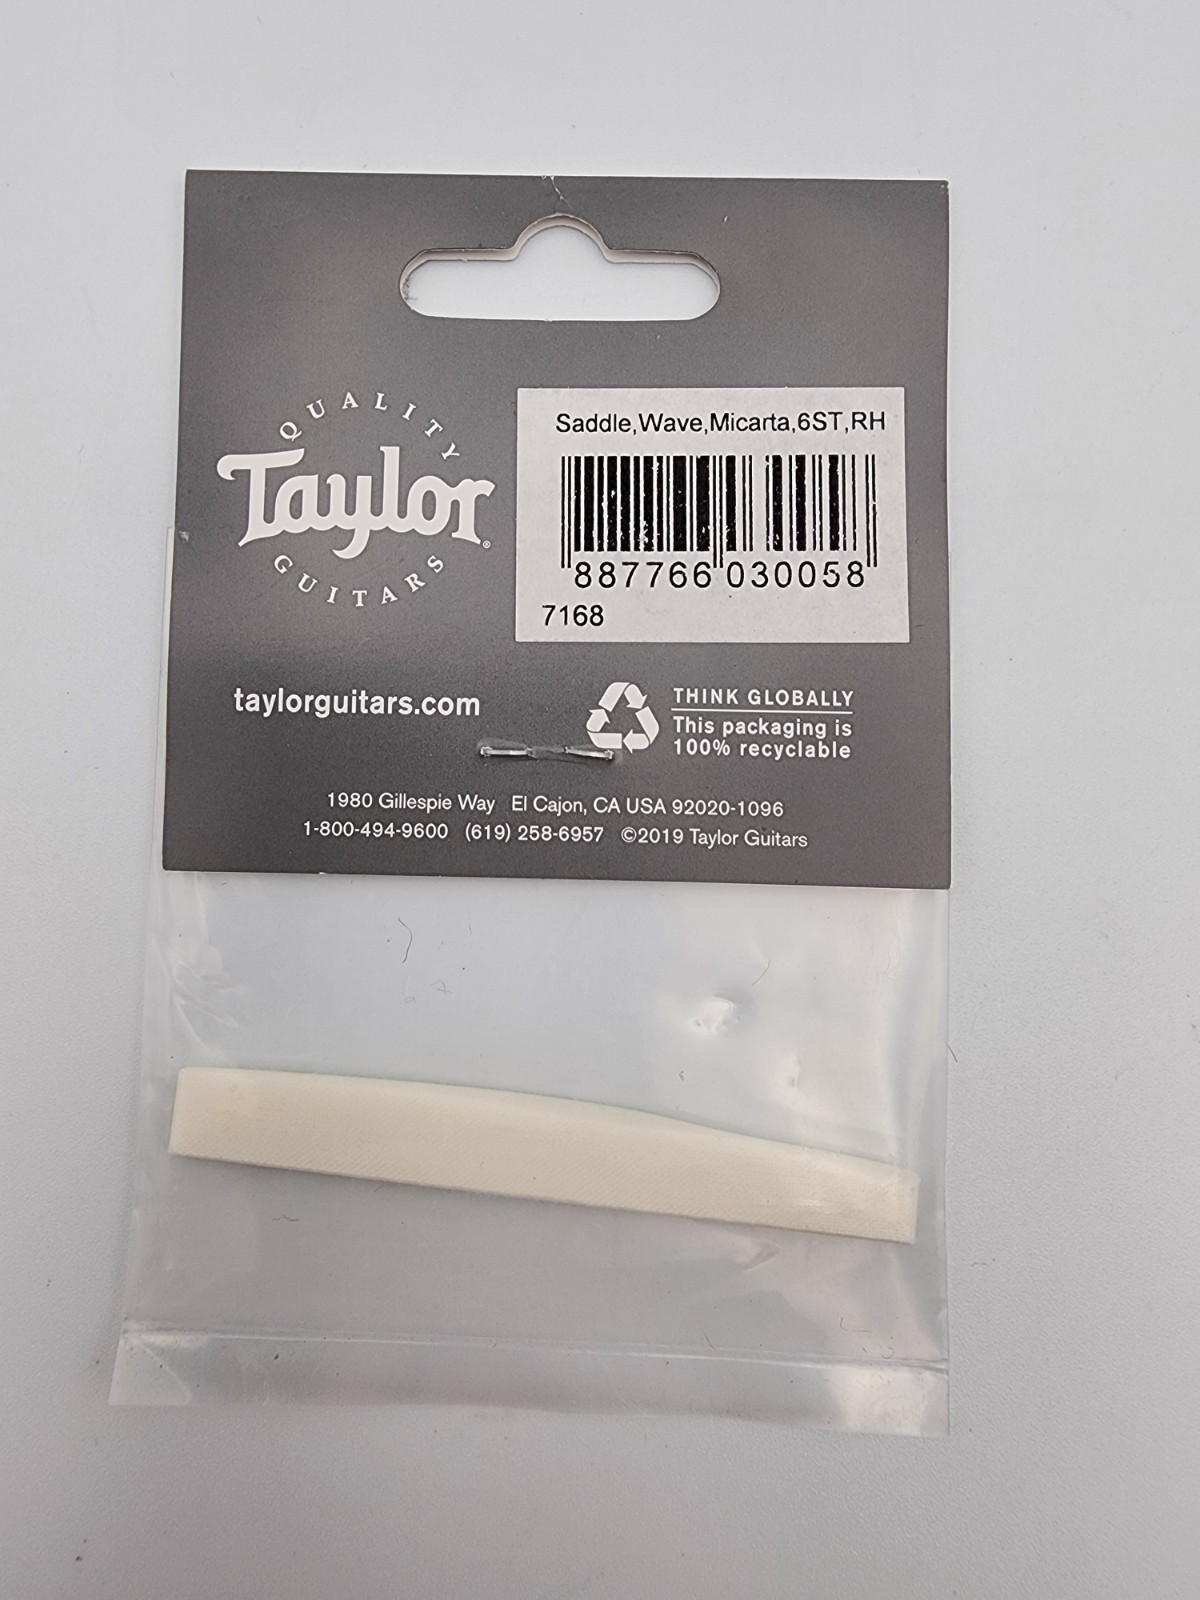 QUALITY
Taylor®
GUITARS
Saddle,Wave,Micarta,6ST,RH
887766 030058
7168
taylorguitars.com
THINK GLOBALLY
This packaging is
100% recyclable
1980 Gillespie Way El Cajon, CA USA 92020-1096
1-800-494-9600 (619) 258-6957 ©2019 Taylor Guitars